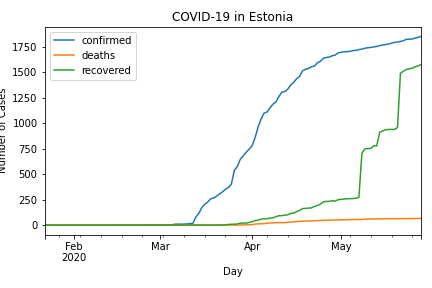 COVID-19 in Estonia
confirmed
deaths
recovered
1750
1500
1250
1000
750
500
250
0
Number of Cases
Feb
2020
Mar
Apr
May
Day